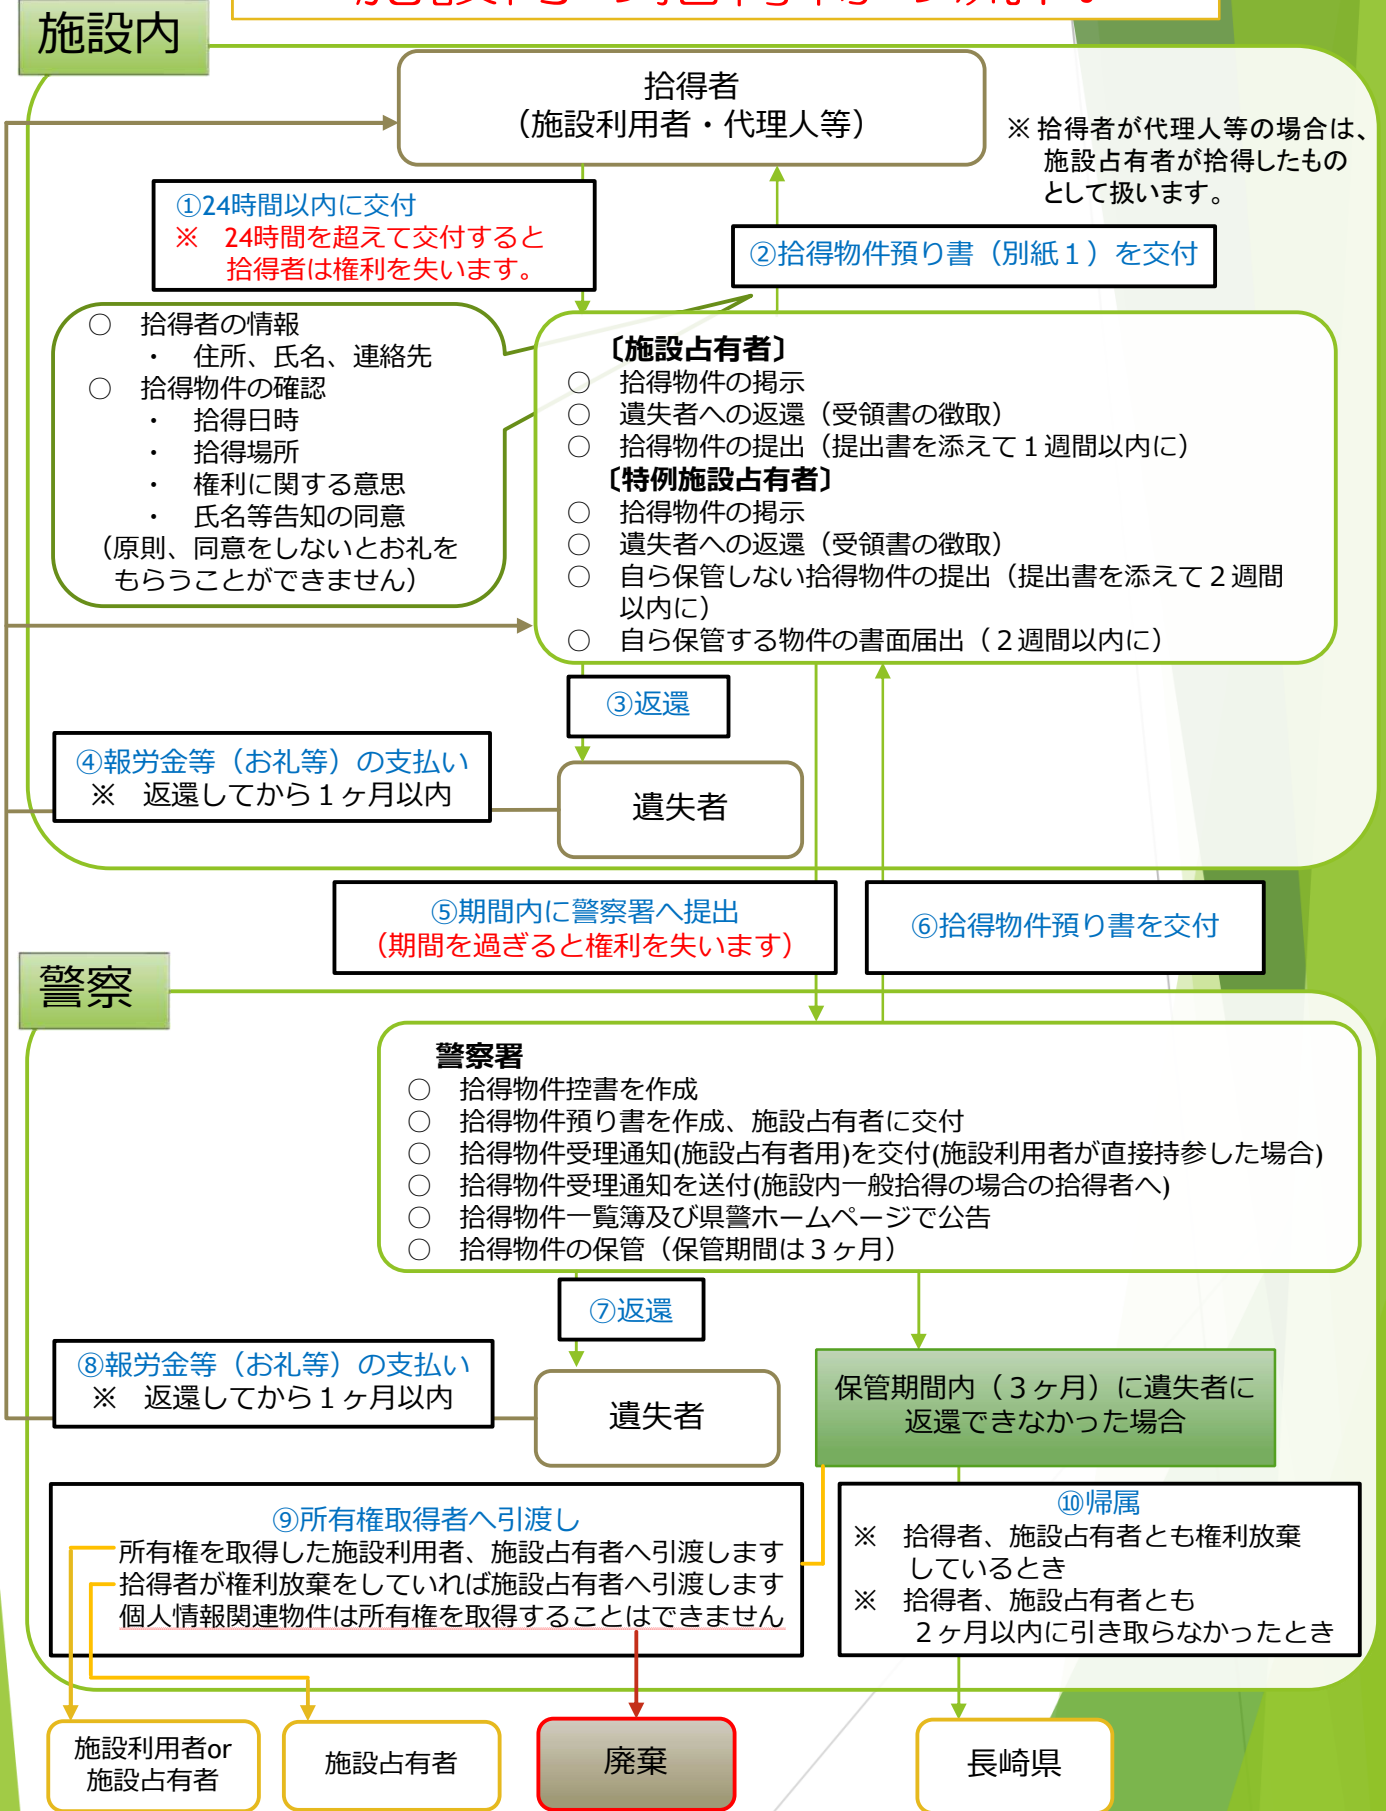 施設内
拾得者
（施設利用者・代理人等）
※ 拾得者が代理人等の場合は、
施設占有者が拾得したもの
として扱います。
①24時間以内に交付
※　24時間を超えて交付すると
拾得者は権利を失います。
②拾得物件預り書（別紙１）を交付
○　拾得者の情報
・　住所、氏名、連絡先
○　拾得物件の確認
・　拾得日時
・　拾得場所
・　権利に関する意思
・　氏名等告知の同意
（原則、同意をしないとお礼を
もらうことができません）
〔施設占有者〕
○　拾得物件の掲示
○　遺失者への返還（受領書の徴取）
○　拾得物件の提出（提出書を添えて１週間以内に）
〔特例施設占有者〕
○　拾得物件の掲示
○　遺失者への返還（受領書の徴取）
○　自ら保管しない拾得物件の提出（提出書を添えて２週間
以内に）
○　自ら保管する物件の書面届出（２週間以内に）
③返還
④報労金等（お礼等）の支払い
※　返還してから１ヶ月以内
遺失者
⑤期間内に警察署へ提出
（期間を過ぎると権利を失います）
⑥拾得物件預り書を交付
警察
警察署
○　拾得物件控書を作成
○　拾得物件預り書を作成、施設占有者に交付
○　拾得物件受理通知(施設占有者用)を交付(施設利用者が直接持参した場合)
○　拾得物件受理通知を送付(施設内一般拾得の場合の拾得者へ)
○　拾得物件一覧簿及び県警ホームページで公告
○　拾得物件の保管（保管期間は３ヶ月）
⑦返還
⑧報労金等（お礼等）の支払い
※　返還してから１ヶ月以内
遺失者
保管期間内（３ヶ月）に遺失者に
返還できなかった場合
⑨所有権取得者へ引渡し
所有権を取得した施設利用者、施設占有者へ引渡します
拾得者が権利放棄をしていれば施設占有者へ引渡します
個人情報関連物件は所有権を取得することはできません
⑩帰属
※　拾得者、施設占有者とも権利放棄
しているとき
※　拾得者、施設占有者とも
２ヶ月以内に引き取らなかったとき
施設利用者or
施設占有者
施設占有者
廃棄
長崎県